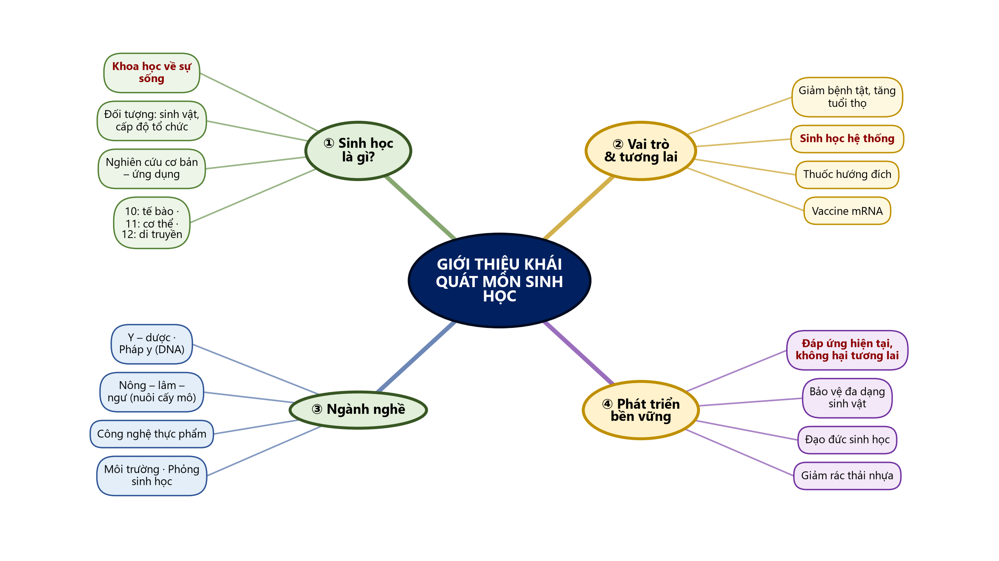 GIỚI THIỆU KHÁI
QUÁT MÔN SINH
HỌC
① Sinh học
là gì?
Khoa học về sự
sống
Đối tượng: sinh vật,
cấp độ tổ chức
Nghiên cứu cơ bản
– ứng dụng
10: tế bào ·
11: cơ thể ·
12: di truyền
② Vai trò
& tương lai
Giảm bệnh tật, tăng
tuổi thọ
Sinh học hệ thống
Thuốc hướng đích
Vaccine mRNA
③ Ngành nghề
Y – dược ·
Pháp y (DNA)
Nông – lâm –
ngư (nuôi cấy mô)
Công nghệ thực phẩm
Môi trường · Phỏng
sinh học
④ Phát triển
bền vững
Đáp ứng hiện tại,
không hại tương lai
Bảo vệ đa dạng
sinh vật
Đạo đức sinh học
Giảm rác thải nhựa